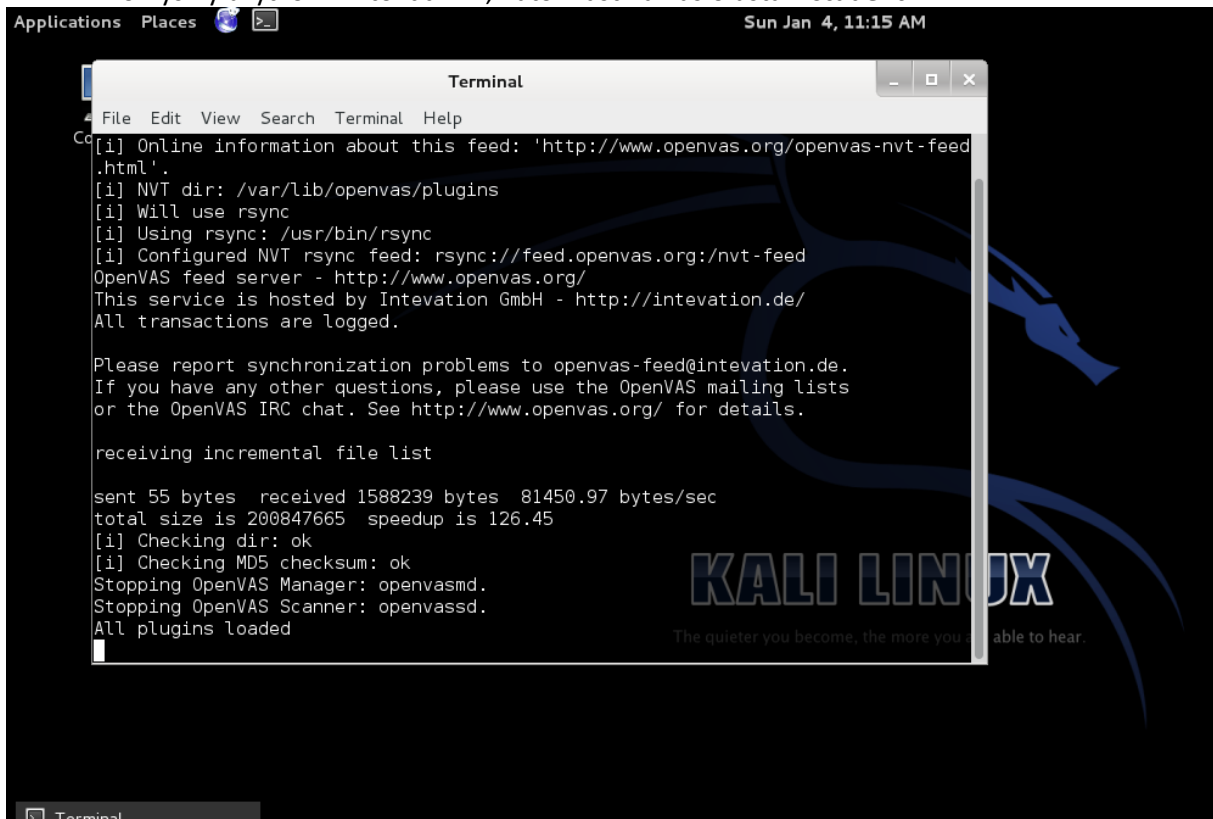 Applications Places Sun Jan 4, 11:15 AM
Terminal
File Edit View Search Terminal Help
[i] Online information about this feed: 'http://www.openvas.org/openvas-nvt-feed
.html'.
[i] NVT dir: /var/lib/openvas/plugins
[i] Will use rsync
[i] Using rsync: /usr/bin/rsync
[i] Configured NVT rsync feed: rsync://feed.openvas.org:/nvt-feed
OpenVAS feed server - http://www.openvas.org/
This service is hosted by Intevation GmbH - http://intevation.de/
All transactions are logged.
Please report synchronization problems to openvas-feed@intevation.de.
If you have any other questions, please use the OpenVAS mailing lists
or the OpenVAS IRC chat. See http://www.openvas.org/ for details.
receiving incremental file list
sent 55 bytes received 1588239 bytes 81450.97 bytes/sec
total size is 200847665 speedup is 126.45
[i] Checking dir: ok
[i] Checking MD5 checksum: ok
Stopping OpenVAS Manager: openvasmd.
Stopping OpenVAS Scanner: openvassd.
All plugins loaded
KALI LINUX
The quieter you become, the more you a able to hear.
Terminal